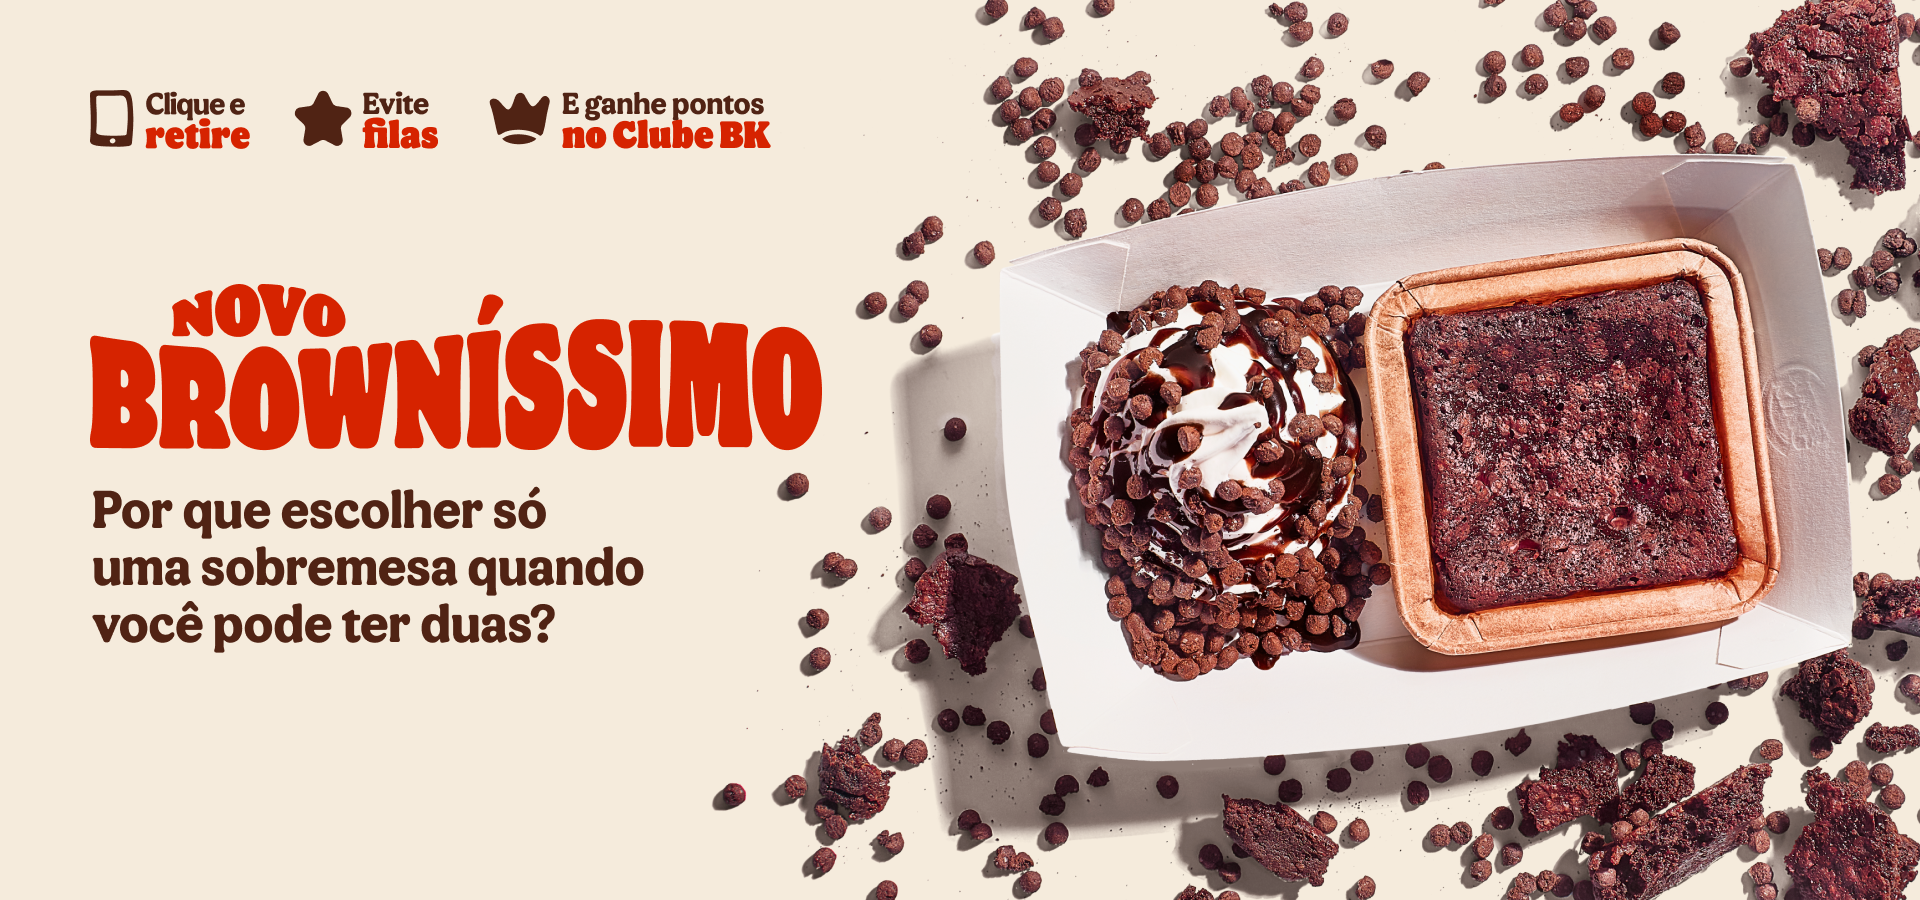 Clique e
retire
Evite
filas
E ganhe pontos
no Clube BK
NOVO
BROWNÍSSIMO
Por que escolher só
uma sobremesa quando
você pode ter duas?